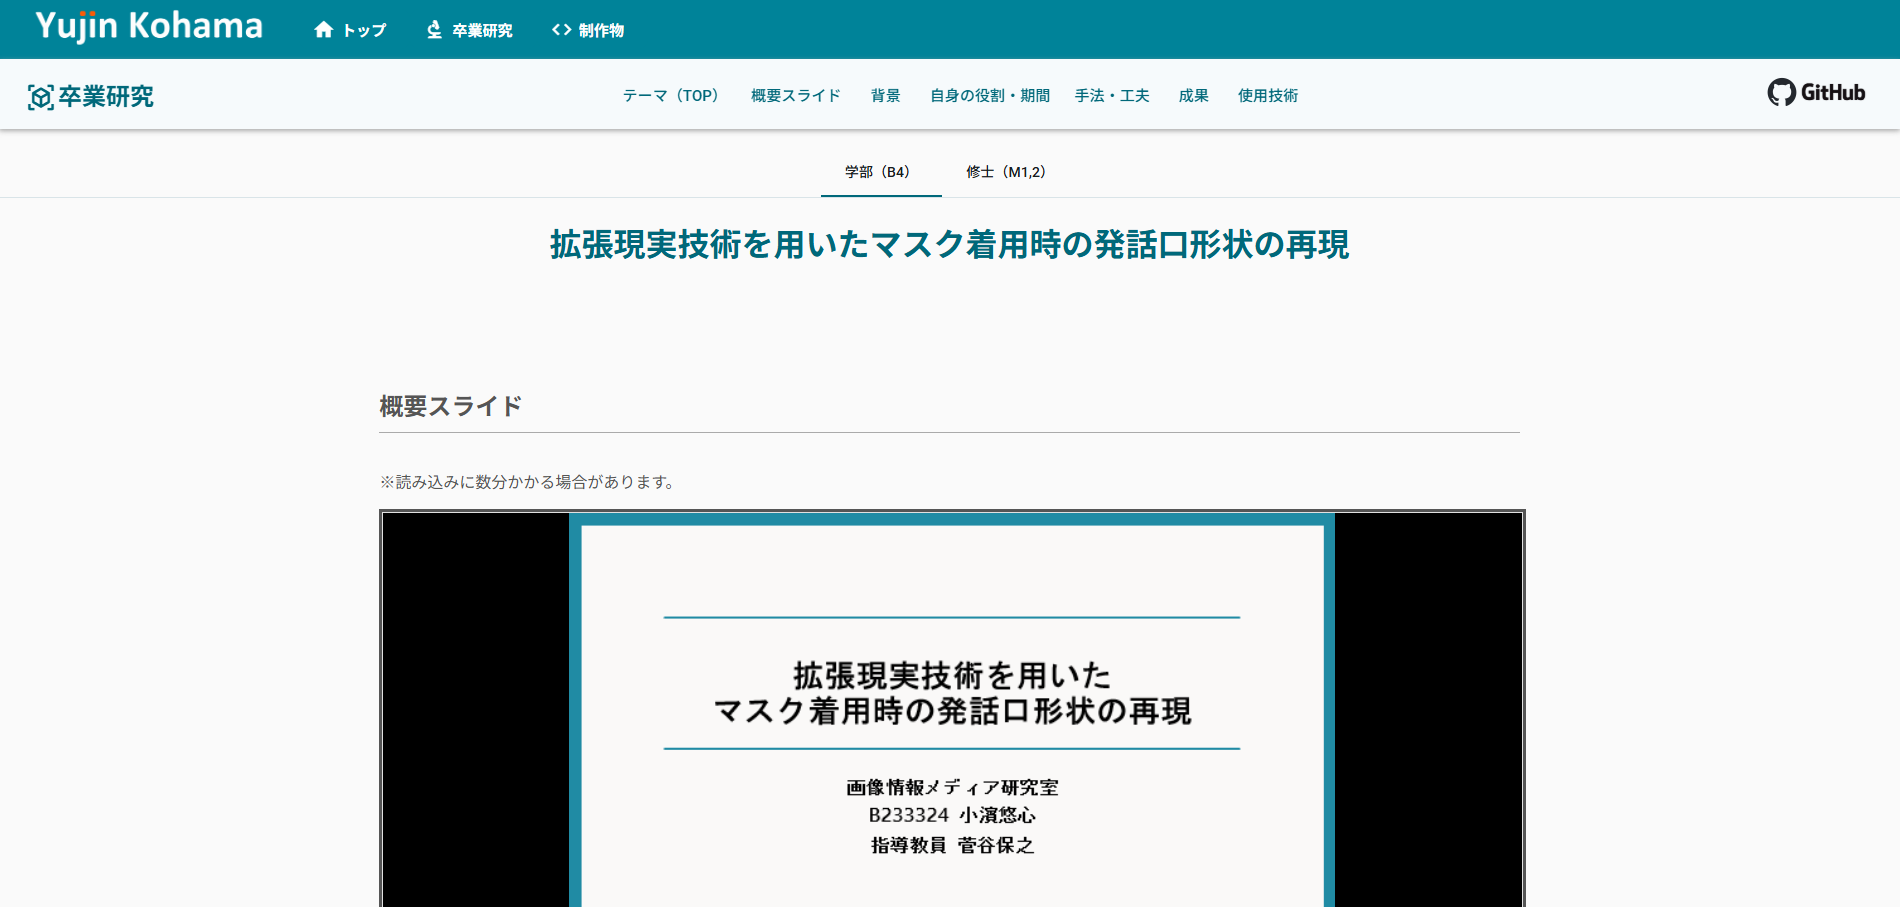 Yujin Kohama
トップ
卒業研究
制作物
卒業研究
テーマ（TOP）
概要スライド
背景
自身の役割・期間
手法・工夫
成果
使用技術
GitHub
学部（B4）
修士（M1,2）
拡張現実技術を用いたマスク着用時の発話口形状の再現
概要スライド
※読み込みに数分かかる場合があります。
拡張現実技術を用いた
マスク着用時の発話口形状の再現
画像情報メディア研究室
B233324 小濱悠心
指導教員 菅谷保之